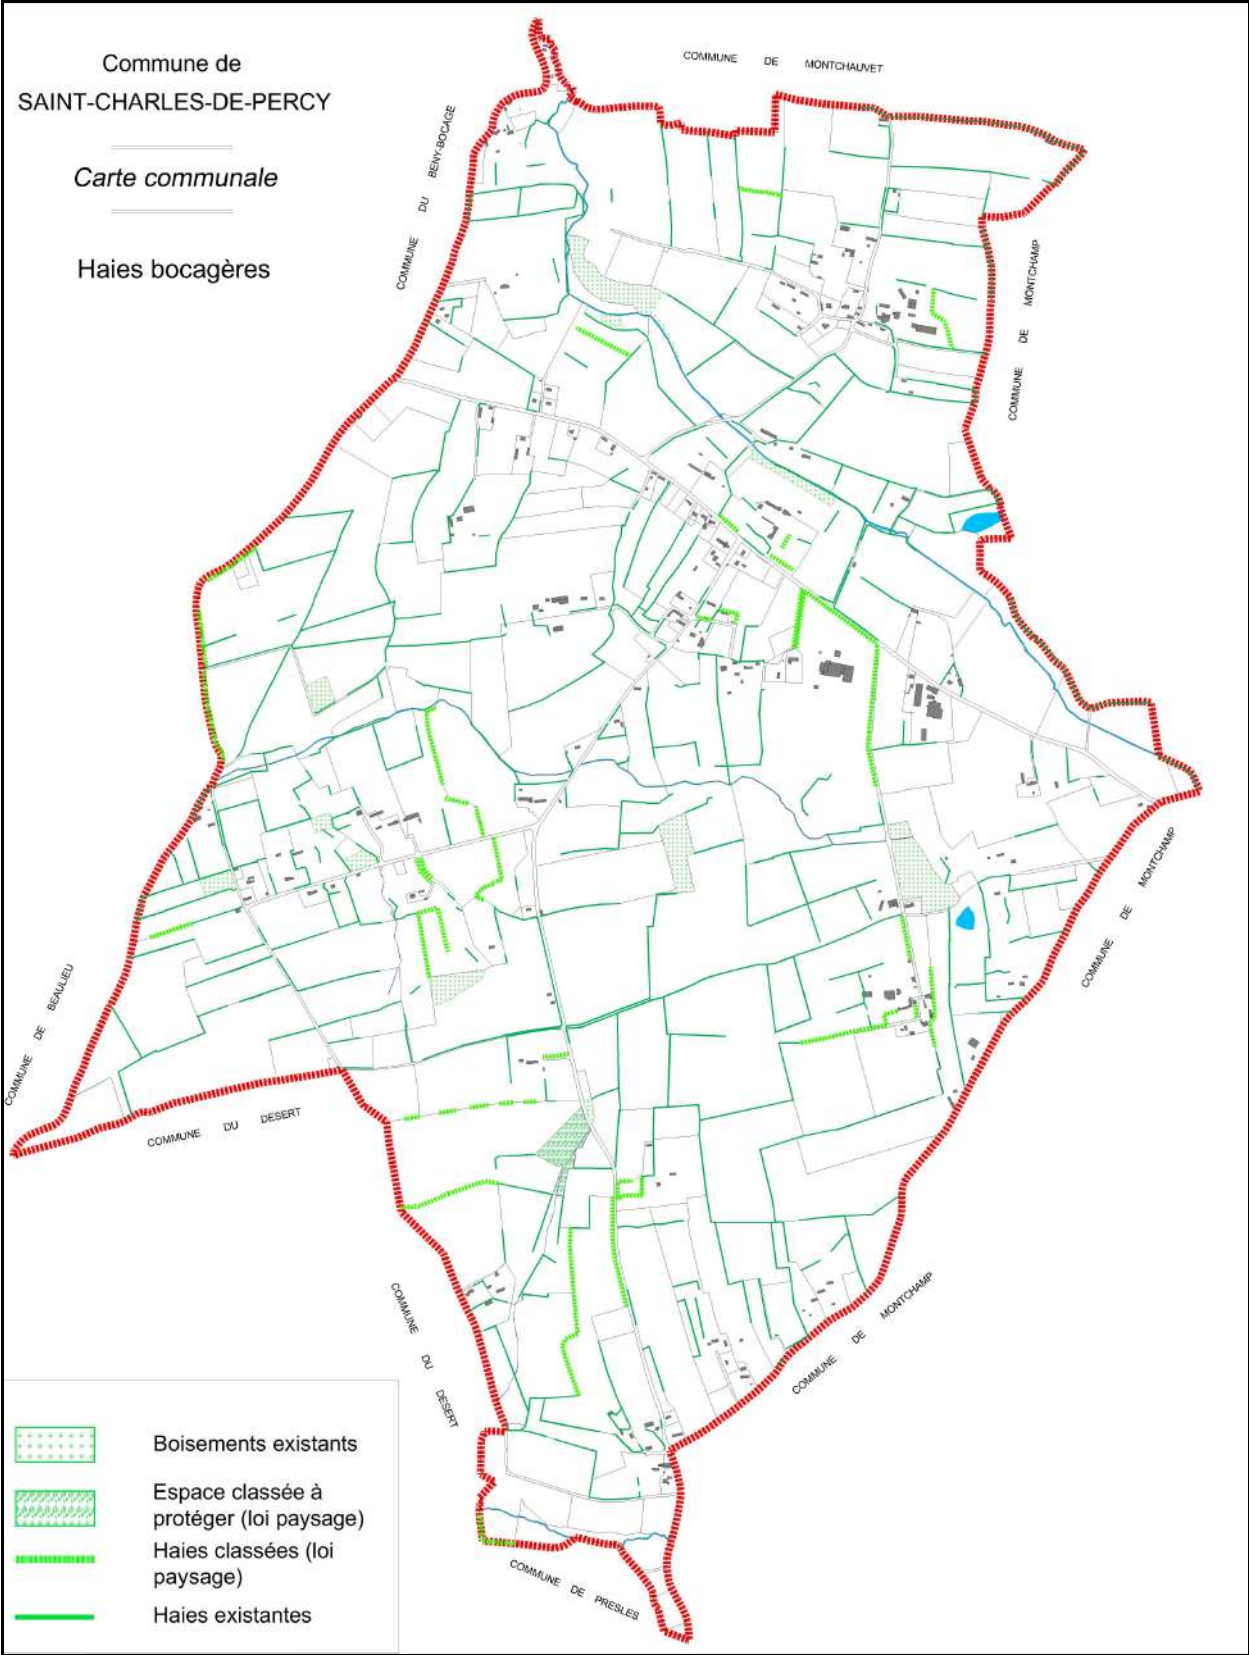 Commune de
SAINT-CHARLES-DE-PERCY
Carte communale
Haies bocagères
COMMUNE DE MONTCHAUVET
COMMUNE DU BENY-BOCAGE
COMMUNE DE MONTCHAMP
COMMUNE DE MONTCHAMP
COMMUNE DE BEAULIEU
COMMUNE DU DESERT
COMMUNE DU DESERT
COMMUNE DE MONTCHAMP
COMMUNE DE PRESLES
Boisements existants
Espace classée à
protéger (loi paysage)
Haies classées (loi
paysage)
Haies existantes